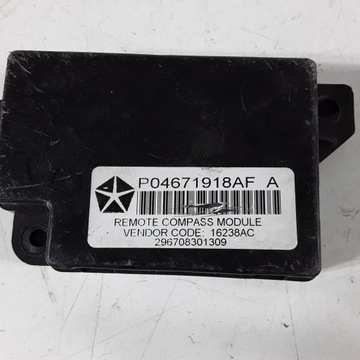 P04671918AF A
REMOTE COMPASS MODULE
VENDOR CODE: 16238AC
296708301309